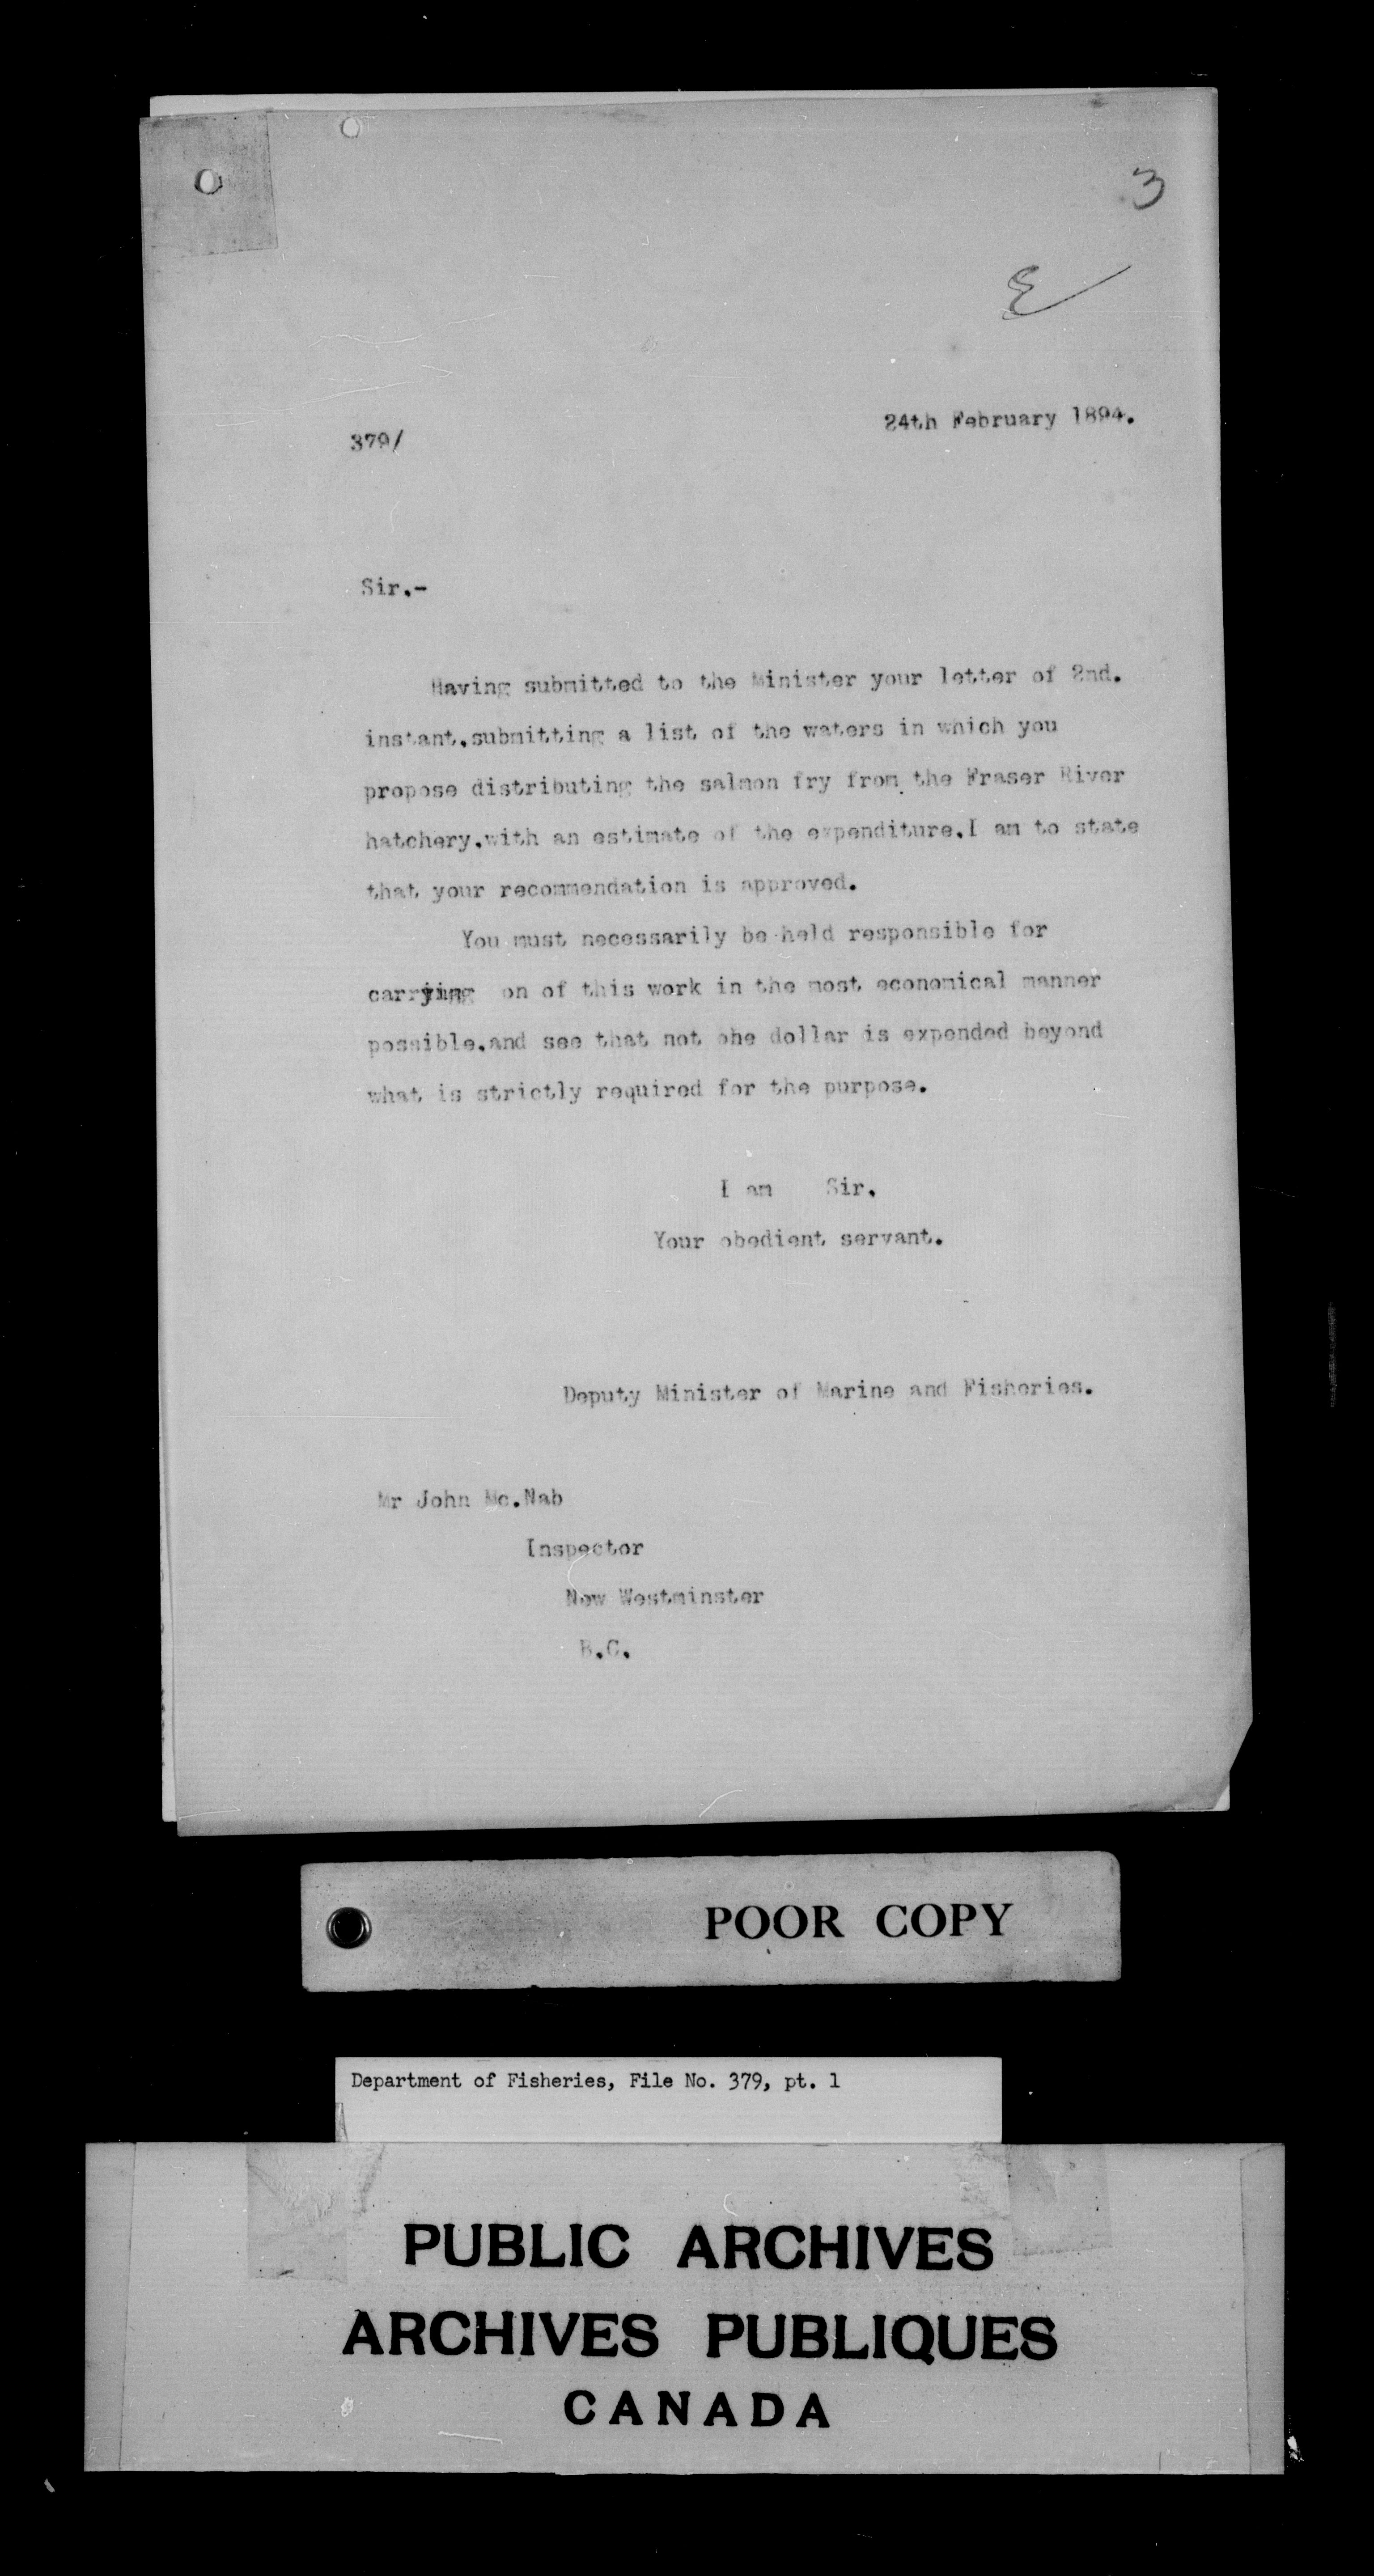 3
E
24th February 1894.
379/
Sir.-
Having submitted to the Minister your letter of 2nd.
instant.submitting a list of the waters in which you
propose distributing the salmon fry from the Fraser River
hatchery.with an estimate of the expenditure.I am to state
that your recommendation is approved.
You must necessarily be held responsible for
carrying on of this work in the most economical manner
possible.and see that not ohe dollar is expended beyond
what is strictly required for the purpose.
I am Sir.
Your obedient servant.
Deputy Minister of Marine and Fisheries.
Mr John Mc.Nab
Inspector
New Westminster
B.C.
POOR COPY
Department of Fisheries, File No. 379, pt. 1
PUBLIC ARCHIVES
ARCHIVES PUBLIQUES
CANADA